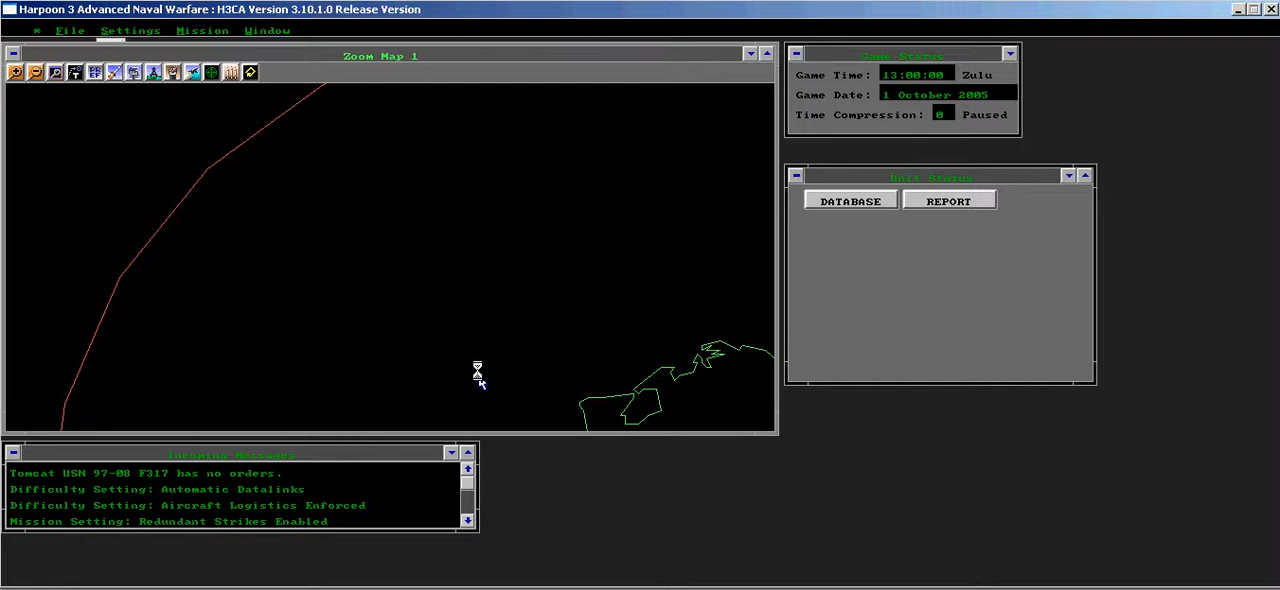 Harpoon 3 Advanced Naval Warfare : H3CA Version 3.10.1.0 Release Version
* File Settings Mission Window
Zoom Map 1
Game Status
Game Time: 13:00:00 Zulu
Game Date: 1 October 2005
Time Compression: 0 Paused
Unit Status
DATABASE REPORT
Incoming Messages
Tomcat USN 97-08 F317 has no orders.
Difficulty Setting: Automatic Datalinks
Difficulty Setting: Aircraft Logistics Enforced
Mission Setting: Redundant Strikes Enabled